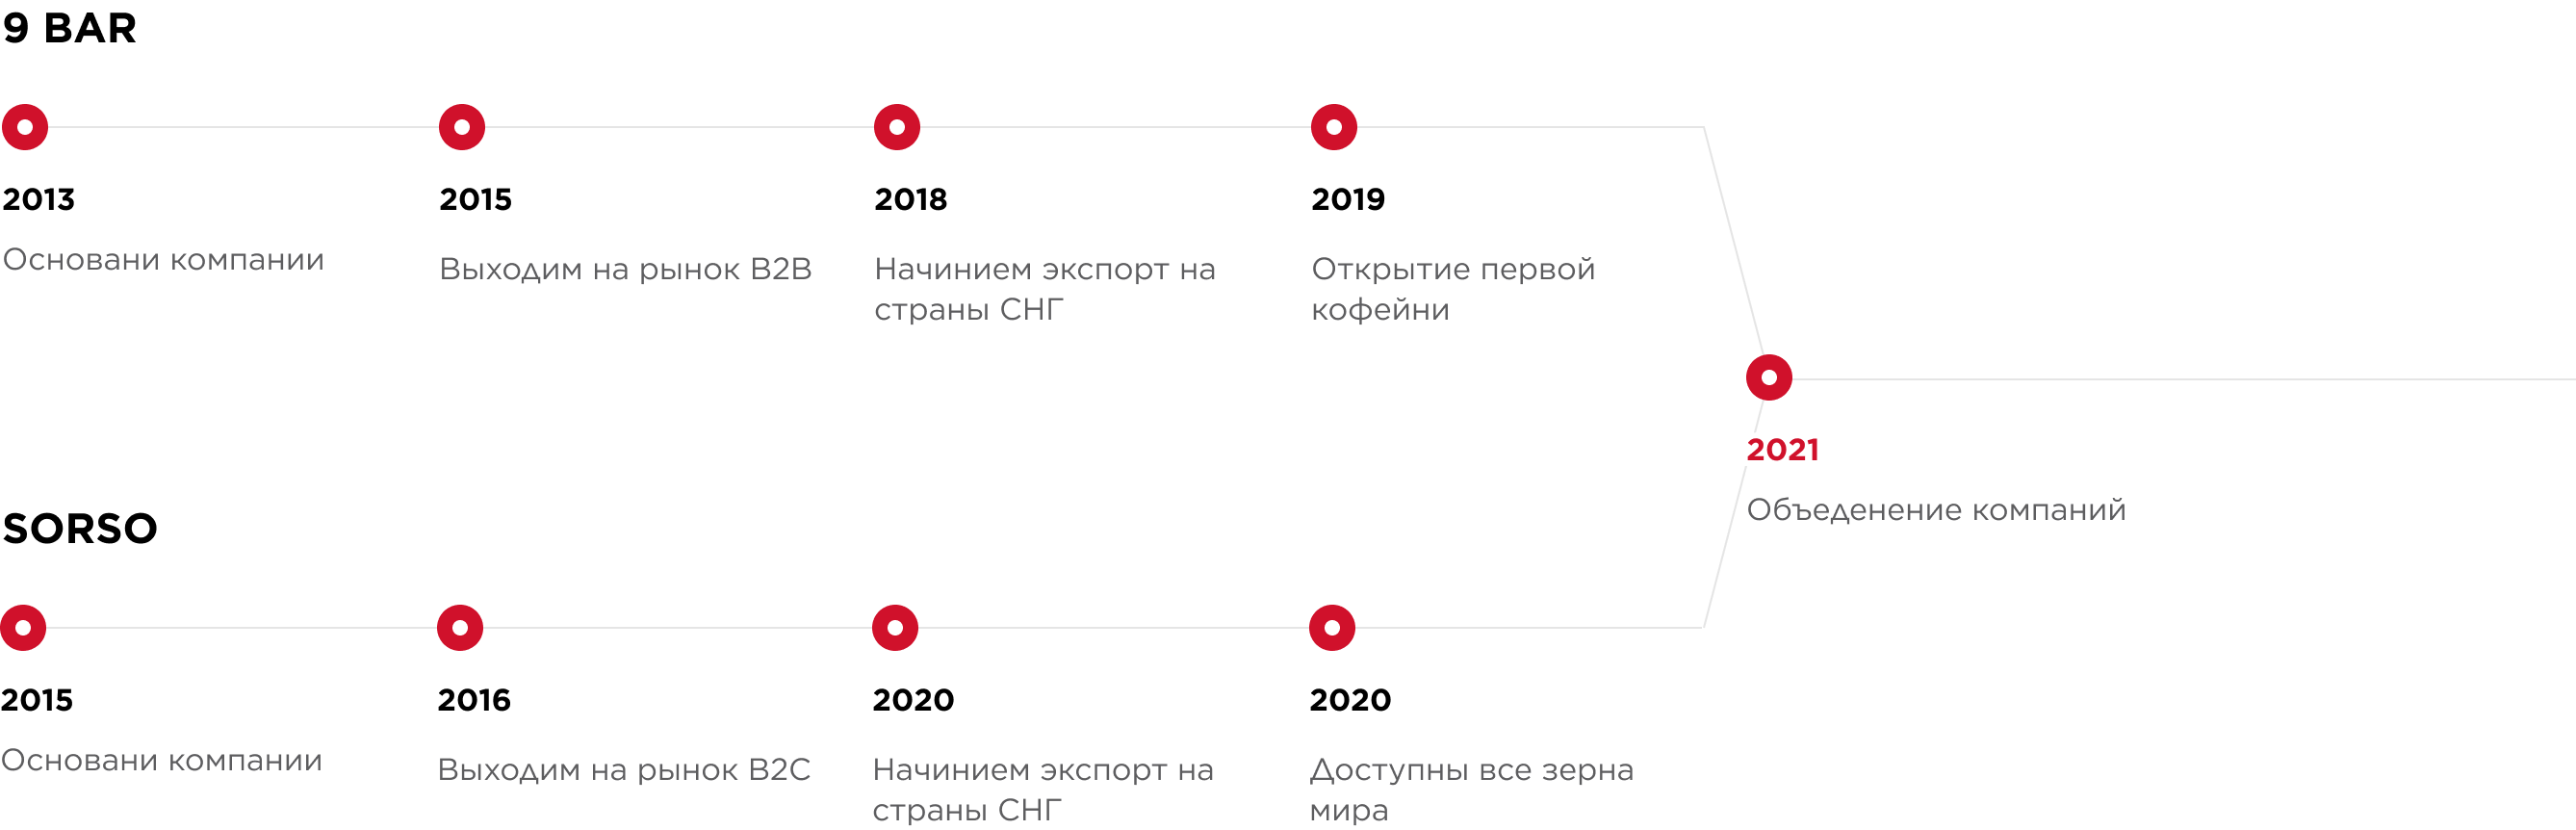 9 BAR
2013
Основани компании
2015
Выходим на рынок B2B
2018
Начинием экспорт на
страны СНГ
2019
Открытие первой
кофейни
2021
Объеденение компаний
SORSO
2015
Основани компании
2016
Выходим на рынок B2C
2020
Начинием экспорт на
страны СНГ
2020
Доступны все зерна
мира